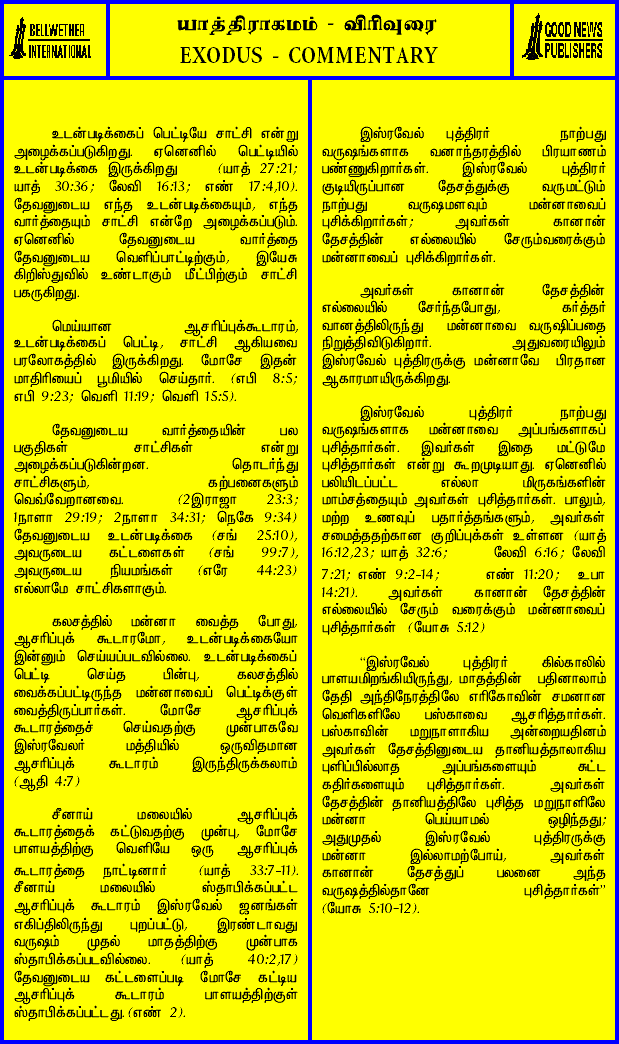 BELLWETHER
INTERNATIONAL
யாத்திராகமம் - விரிவுரை
EXODUS - COMMENTARY
GOOD NEWS
PUBLISHERS
உடன்படிக்கைப் பெட்டியே சாட்சி என்று
அழைக்கப்படுகிறது. ஏனெனில் பெட்டியில்
உடன்படிக்கை இருக்கிறது (யாத் 27:21;
யாத் 30:36; லேவி 16:13; எண் 17:4,10).
தேவனுடைய எந்த உடன்படிக்கையும், எந்த
வார்த்தையும் சாட்சி என்றே அழைக்கப்படும்.
ஏனெனில் தேவனுடைய வார்த்தை
தேவனுடைய வெளிப்பாட்டிற்கும், இயேசு
கிறிஸ்துவில் உண்டாகும் மீட்பிற்கும் சாட்சி
பகருகிறது.
மெய்யான ஆசரிப்புக்கூடாரம்,
உடன்படிக்கைப் பெட்டி, சாட்சி ஆகியவை
பரலோகத்தில் இருக்கிறது. மோசே இதன்
மாதிரியைப் பூமியில் செய்தார். (எபி 8:5;
எபி 9:23; வெளி 11:19; வெளி 15:5).
தேவனுடைய வார்த்தையின் பல
பகுதிகள் சாட்சிகள் என்று
அழைக்கப்படுகின்றன. தொடர்ந்து
சாட்சிகளும், கற்பனைகளும்
வெவ்வேறானவை. (2இராஜா 23:3;
1நாளா 29:19; 2நாளா 34:31; நெகே 9:34)
தேவனுடைய உடன்படிக்கை (சங் 25:10),
அவருடைய கட்டளைகள் (சங் 99:7),
அவருடைய நியமங்கள் (எரே 44:23)
எல்லாமே சாட்சிகளாகும்.
கலசத்தில் மன்னா வைத்த போது,
ஆசரிப்புக் கூடாரமோ, உடன்படிக்கையோ
இன்னும் செய்யப்படவில்லை. உடன்படிக்கைப்
பெட்டி செய்த பின்பு, கலசத்தில்
வைக்கப்பட்டிருந்த மன்னாவைப் பெட்டிக்குள்
வைத்திருப்பார்கள். மோசே ஆசரிப்புக்
கூடாரத்தைச் செய்வதற்கு முன்பாகவே
இஸ்ரவேலர் மத்தியில் ஒருவிதமான
ஆசரிப்புக் கூடாரம் இருந்திருக்கலாம்
(ஆதி 4:7)
சீனாய் மலையில் ஆசரிப்புக்
கூடாரத்தைக் கட்டுவதற்கு முன்பு, மோசே
பாளயத்திற்கு வெளியே ஒரு ஆசரிப்புக்
கூடாரத்தை நாட்டினார் (யாத் 33:7-11).
சீனாய் மலையில் ஸ்தாபிக்கப்பட்ட
ஆசரிப்புக் கூடாரம் இஸ்ரவேல் ஜனங்கள்
எகிப்திலிருந்து புறப்பட்டு, இரண்டாவது
வருஷம் முதல் மாதத்திற்கு முன்பாக
ஸ்தாபிக்கப்படவில்லை. (யாத் 40:2,17)
தேவனுடைய கட்டளைப்படி மோசே கட்டிய
ஆசரிப்புக் கூடாரம் பாளயத்திற்குள்
ஸ்தாபிக்கப்பட்டது.(எண் 2).
இஸ்ரவேல் புத்திரர் நாற்பது
வருஷங்களாக வனாந்தரத்தில் பிரயாணம்
பண்ணுகிறார்கள். இஸ்ரவேல் புத்திரர்
குடியிருப்பான தேசத்துக்கு வருமட்டும்
நாற்பது வருஷமளவும் மன்னாவைப்
புசிக்கிறார்கள்; அவர்கள் கானான்
தேசத்தின் எல்லையில் சேரும்வரைக்கும்
மன்னாவைப் புசிக்கிறார்கள்.
அவர்கள் கானான் தேசத்தின்
எல்லையில் சேர்ந்தபோது, கர்த்தர்
வானத்திலிருந்து மன்னாவை வருஷிப்பதை
நிறுத்திவிடுகிறார். அதுவரையிலும்
இஸ்ரவேல் புத்திரருக்கு மன்னாவே பிரதான
ஆகாரமாயிருக்கிறது.
இஸ்ரவேல் புத்திரர் நாற்பது
வருஷங்களாக மன்னாவை அப்பங்களாகப்
புசித்தார்கள். இவர்கள் இதை மட்டுமே
புசித்தார்கள் என்று கூறமுடியாது. ஏனெனில்
பலியிடப்பட்ட எல்லா மிருகங்களின்
மாம்சத்தையும் அவர்கள் புசித்தார்கள். பாலும்,
மற்ற உணவுப் பதார்த்தங்களும், அவர்கள்
சமைத்ததற்கான குறிப்புக்கள் உள்ளன (யாத்
16:12,23; யாத் 32:6; லேவி 6:16; லேவி
7:21; எண் 9:2-14; எண் 11:20; உபா
14:21). அவர்கள் கானான் தேசத்தின்
எல்லையில் சேரும் வரைக்கும் மன்னாவைப்
புசித்தார்கள் (யோசு 5:12)
"இஸ்ரவேல் புத்திரர் கில்காலில்
பாளயமிறங்கியிருந்து, மாதத்தின் பதினாலாம்
தேதி அந்திநேரத்திலே எரிகோவின் சமனான
வெளிகளிலே பஸ்காவை ஆசரித்தார்கள்.
பஸ்காவின் மறுநாளாகிய அன்றையதினம்
அவர்கள் தேசத்தினுடைய தானியத்தாலாகிய
புளிப்பில்லாத அப்பங்களையும் சுட்ட
கதிர்களையும் புசித்தார்கள். அவர்கள்
தேசத்தின் தானியத்திலே புசித்த மறுநாளிலே
மன்னா பெய்யாமல் ஒழிந்தது;
அதுமுதல் இஸ்ரவேல் புத்திரருக்கு
மன்னா இல்லாமற்போய், அவர்கள்
கானான் தேசத்துப் பலனை அந்த
வருஷத்தில்தானே புசித்தார்கள்"
(யோசு 5:10-12).